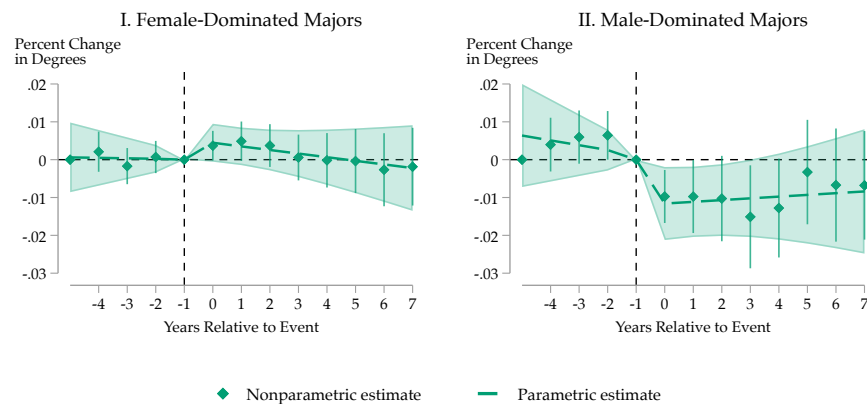 I. Female-Dominated Majors
Percent Change
in Degrees
.02
.01
0
-.01
-.02
-.03
-4 -3 -2 -1 0 1 2 3 4 5 6 7
Years Relative to Event
II. Male-Dominated Majors
Percent Change
in Degrees
.02
.01
0
-.01
-.02
-.03
-4 -3 -2 -1 0 1 2 3 4 5 6 7
Years Relative to Event
Nonparametric estimate Parametric estimate